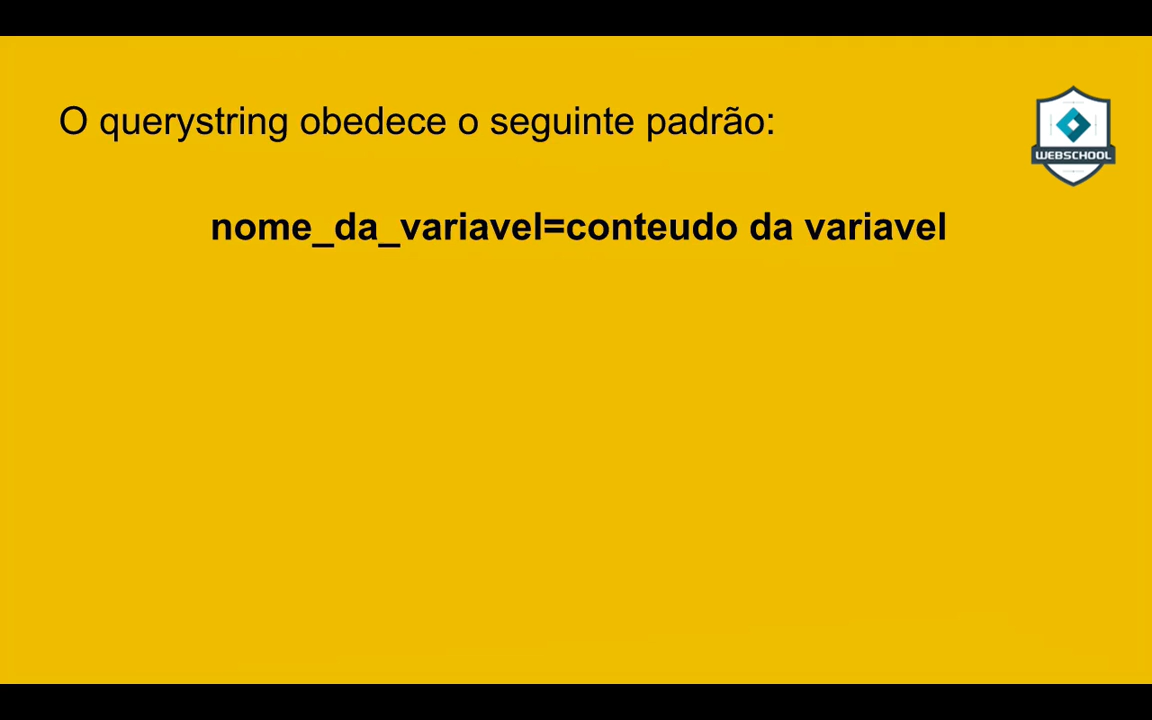 O querystring obedece o seguinte padrão:
WEBSCHOOL
nome_da_variavel=conteudo da variavel